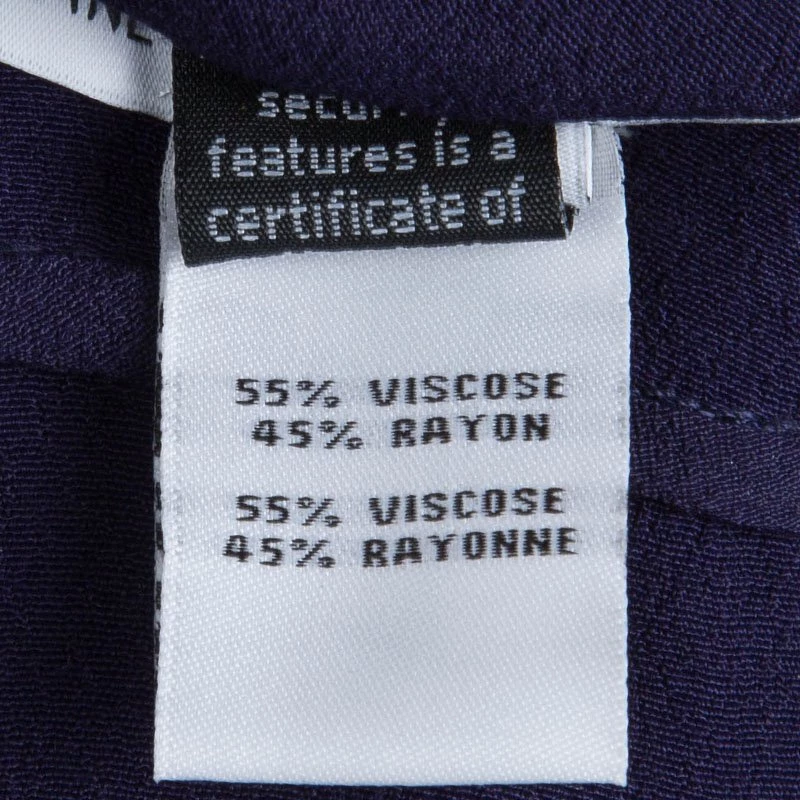 features is a
certificate of
55% VISCOSE
45% RAYON
55% VISCOSE
45% RAYONNE